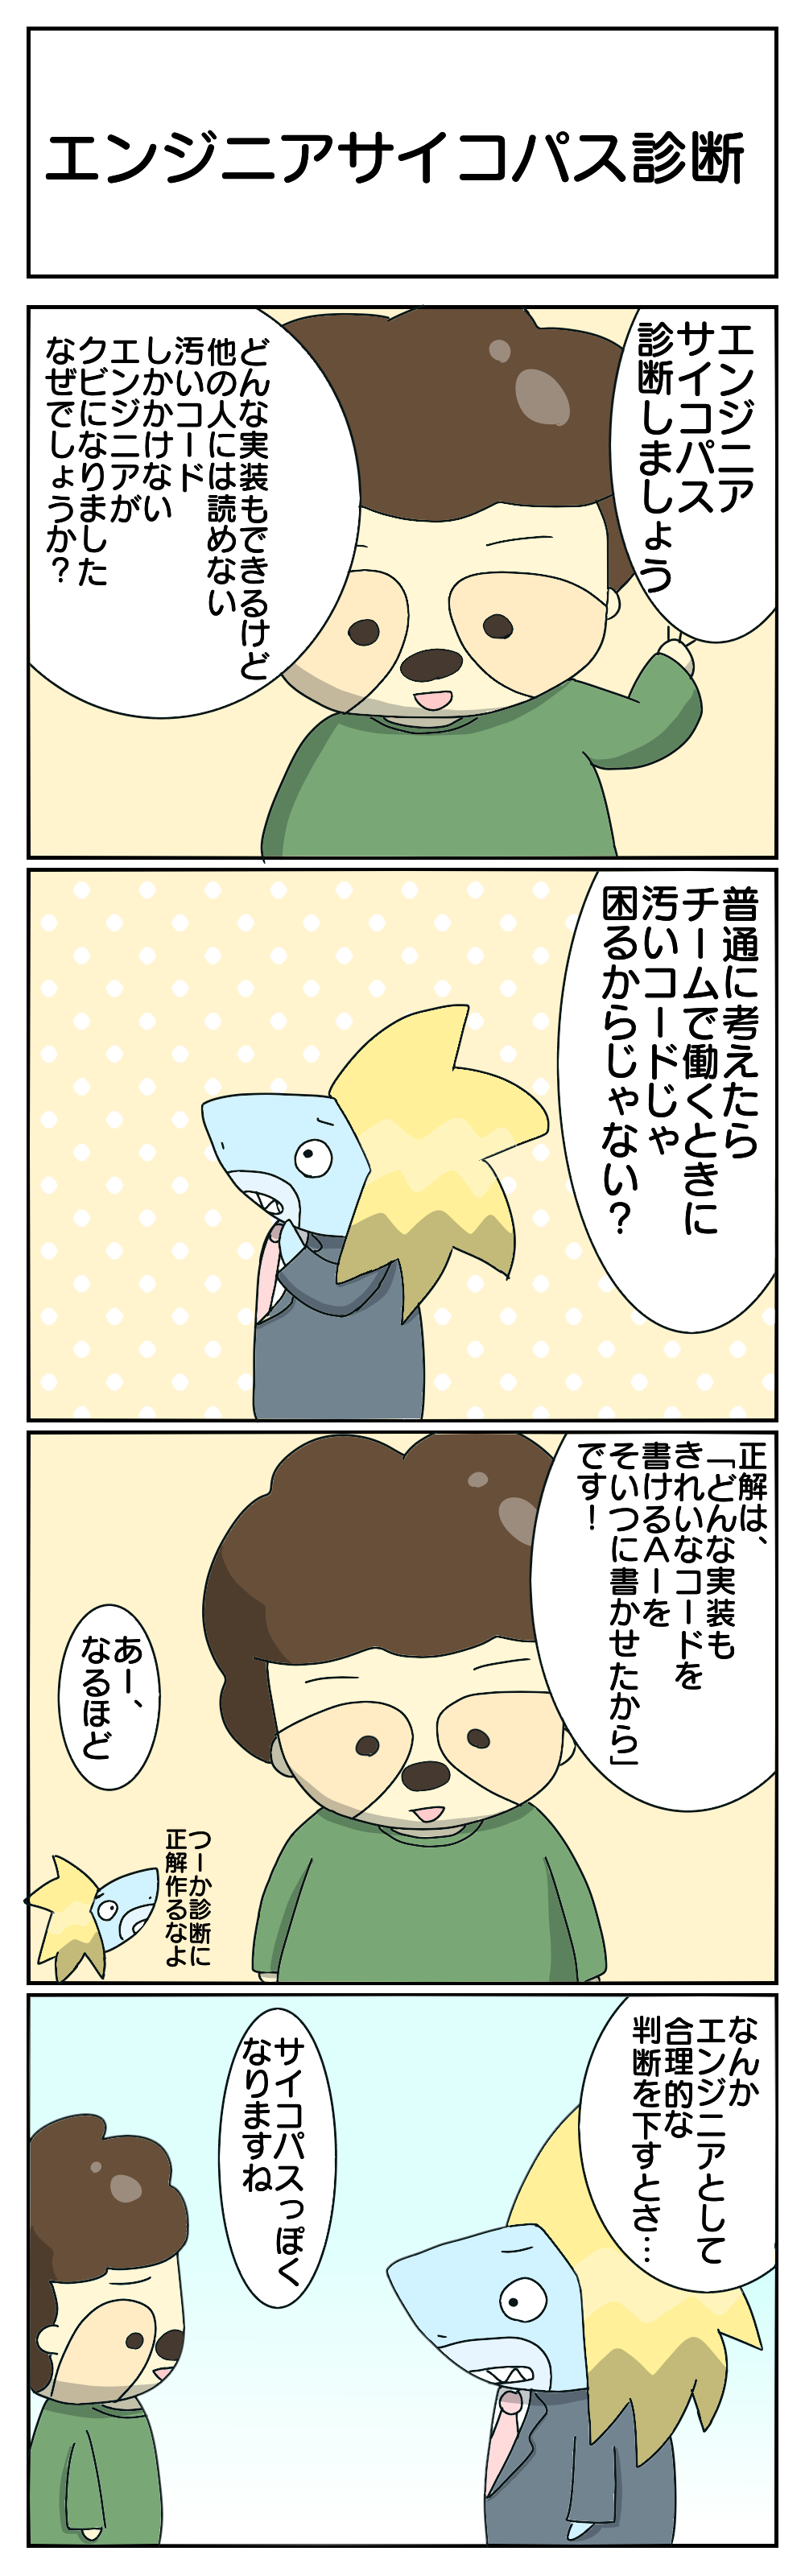 エンジニアサイコパス診断
エンジニア
サイコパス
診断しましょう
どんな実装もできるけど
他の人には読めない
汚いコード
しかかけない
エンジニアが
クビになりました
なぜでしょうか?
普通に考えたら
チームで働くときに
汚いコードじゃ
困るからじゃない?
正解は、
「どんな実装も
きれいなコードを
書けるAIを
そいつに書かせたから」
です!
あー、
なるほど
つーか診断に
正解作るなよ
なんか
エンジニアとして
合理的な
判断を下すとさ…
サイコパスっぽく
なりますね